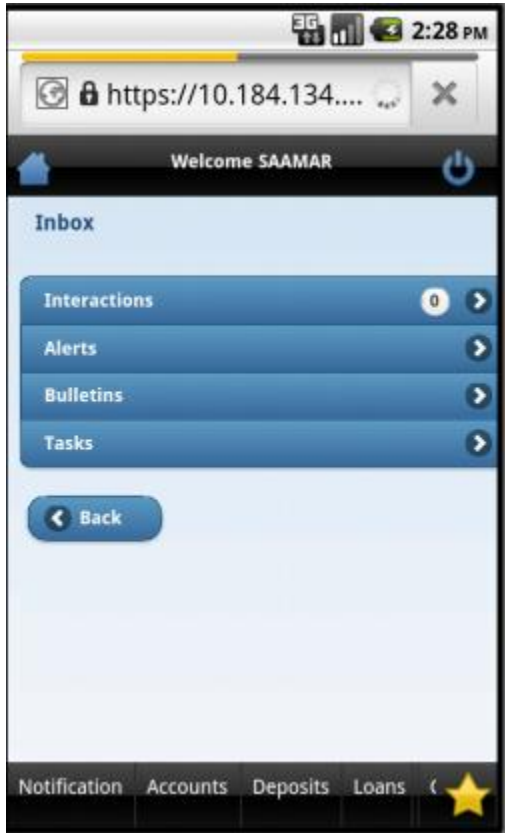 3G 2:28 PM
https://10.184.134....
Welcome SAAMAR
Inbox
Interactions 0
Alerts
Bulletins
Tasks
Back
Notification Accounts Deposits Loans